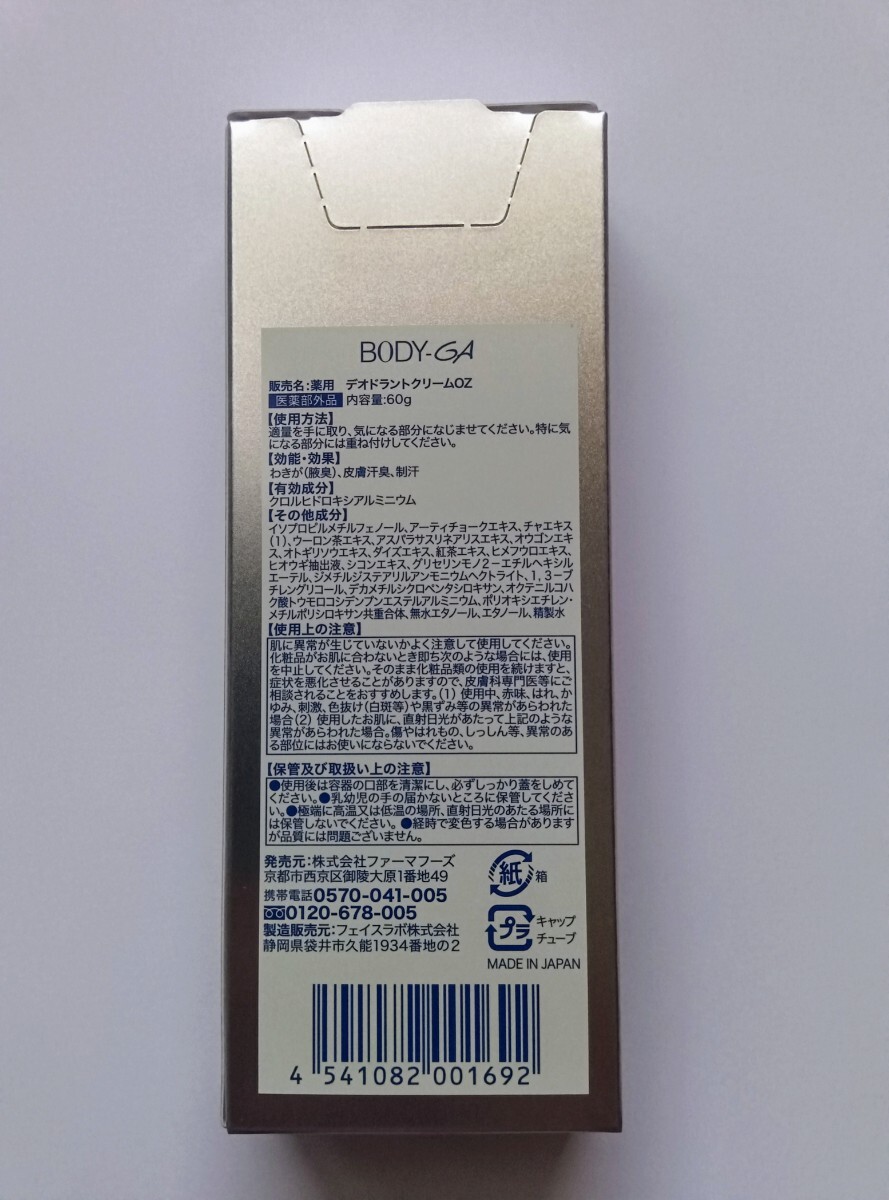 BODY-GA
販売名:薬用 デオドラントクリームOZ
医薬部外品 内容量:60g
【使用方法】
適量を手に取り、気になる部分になじませてください。特に気
になる部分には重ね付けしてください。
【効能・効果】
わきが(腋臭)、皮膚汗臭、制汗
【有効成分】
クロルヒドロキシアルミニウム
【その他成分】
イソプロピルメチルフェノール、アーティチョークエキス、チャエキス
(1)、ウーロン茶エキス、アスパラサスリネアリスエキス、オウゴンエキ
ス、オトギリソウエキス、ダイズエキス、紅茶エキス、ヒメフウロエキス、
ヒオウギ抽出液、シコンエキス、グリセリンモノ2-エチルヘキシル
エーテル、ジメチルジステアリルアンモニウムヘクトライト、1,3-ブ
チレングリコール、デカメチルシクロペンタシロキサン、オクテニルコハ
ク酸トウモロコシデンプンエステルアルミニウム、ポリオキシエチレン・
メチルポリシロキサン共重合体、無水エタノール、エタノール、精製水
【使用上の注意】
肌に異常が生じていないかよく注意して使用してください。
化粧品がお肌に合わないとき即ち次のような場合には、使用
を中止してください。そのまま化粧品類の使用を続けますと、
症状を悪化させることがありますので、皮膚科専門医等にご
相談されることをおすすめします。(1) 使用中、赤味、はれ、か
ゆみ、刺激、色抜け(白斑等)や黒ずみ等の異常があらわれた
場合(2) 使用したお肌に、直射日光があたって上記のような
異常があらわれた場合。傷やはれもの、しっしん等、異常のあ
る部位にはお使いにならないでください。
【保管及び取扱い上の注意】
●使用後は容器の口部を清潔にし、必ずしっかり蓋をしめて
ください。●乳幼児の手の届かないところに保管してくださ
い。●極端に高温又は低温の場所、直射日光のあたる場所に
は保管しないでください。●経時で変色する場合があります
が品質には問題ございません。
発売元:株式会社ファーマフーズ
京都市西京区御陵大原1番地49
携帯電話0570-041-005
0120-678-005
製造販売元:フェイスラボ株式会社
静岡県袋井市久能1934番地の2
紙 箱
プラ キャップ
チューブ
MADE IN JAPAN
4 541082 001692